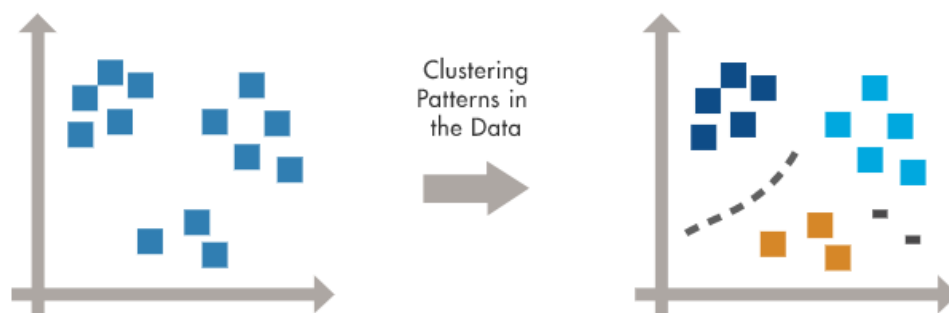 Clustering
Patterns in
the Data